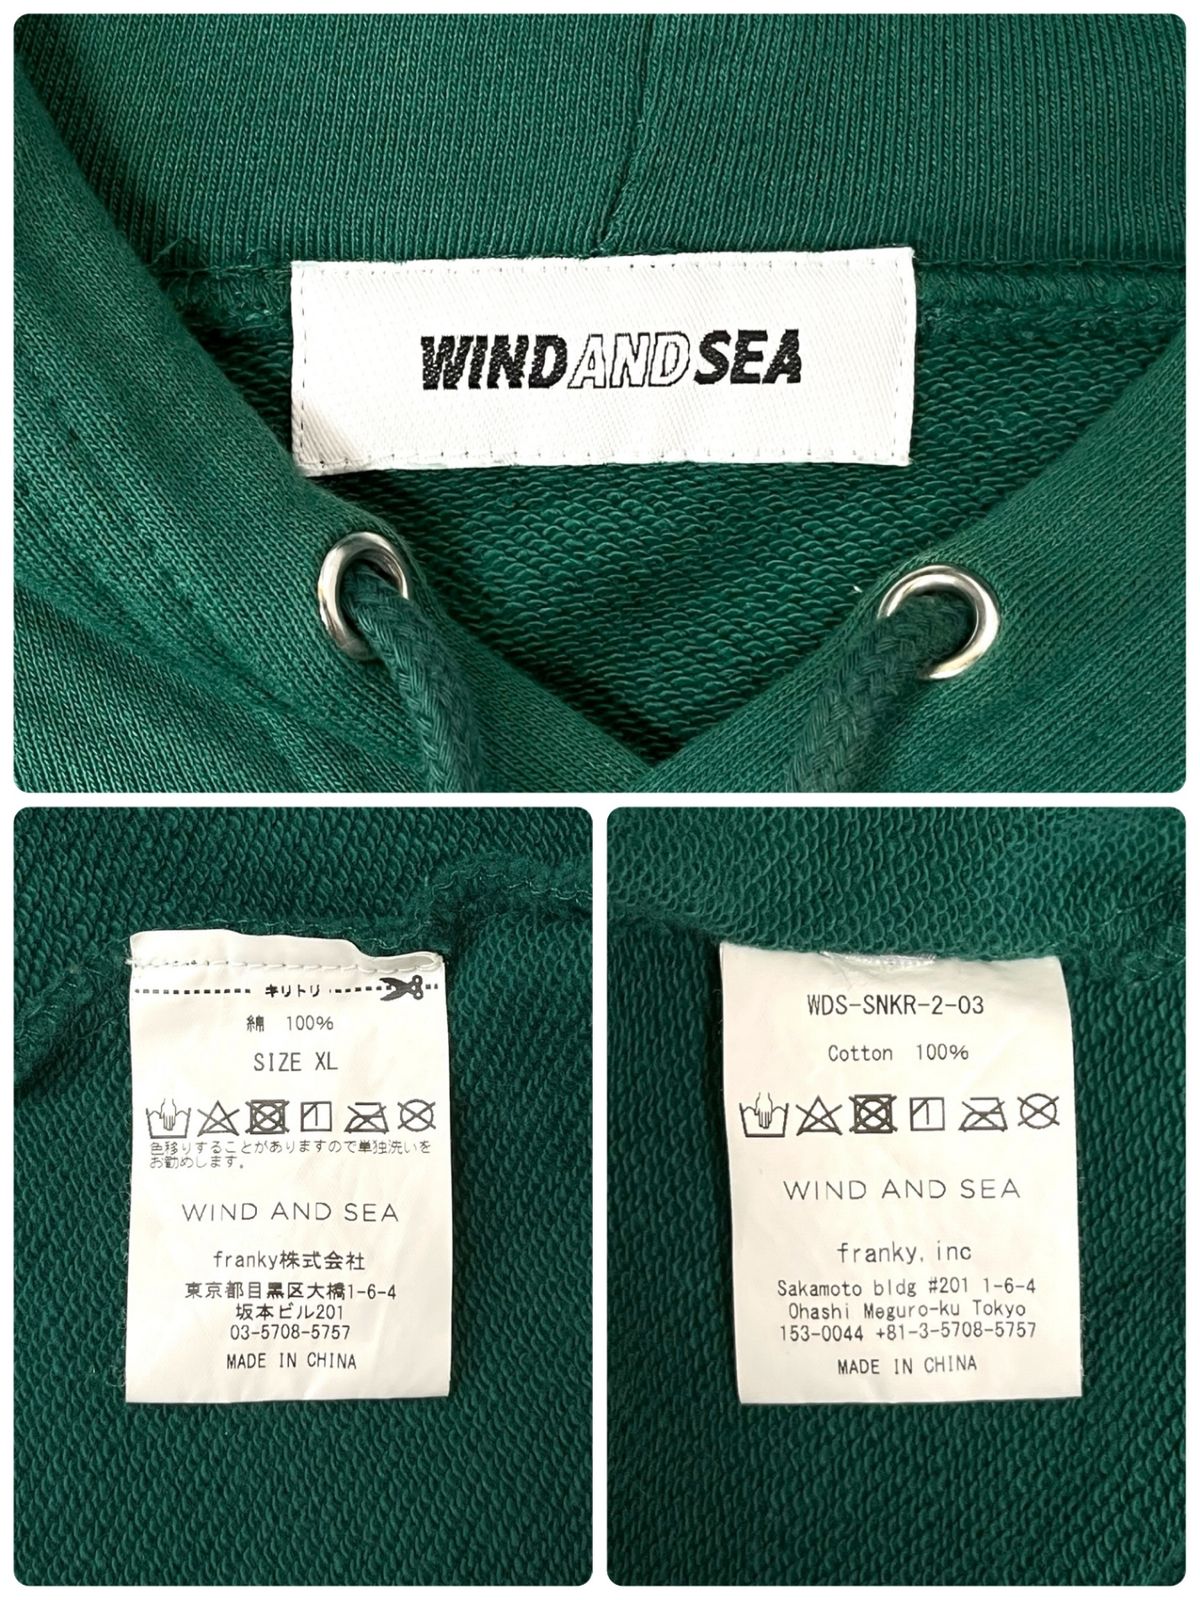 WINDANDSEA
キリトリ
綿 100%
SIZE XL
色移りすることがありますので単独洗いを
お勧めします。
WIND AND SEA
franky株式会社
東京都目黒区大橋1-6-4
坂本ビル201
03-5708-5757
MADE IN CHINA
WDS-SNKR-2-03
Cotton 100%
WIND AND SEA
franky, inc
Sakamoto bldg #201 1-6-4
Ohashi Meguro-ku Tokyo
153-0044 +81-3-5708-5757
MADE IN CHINA